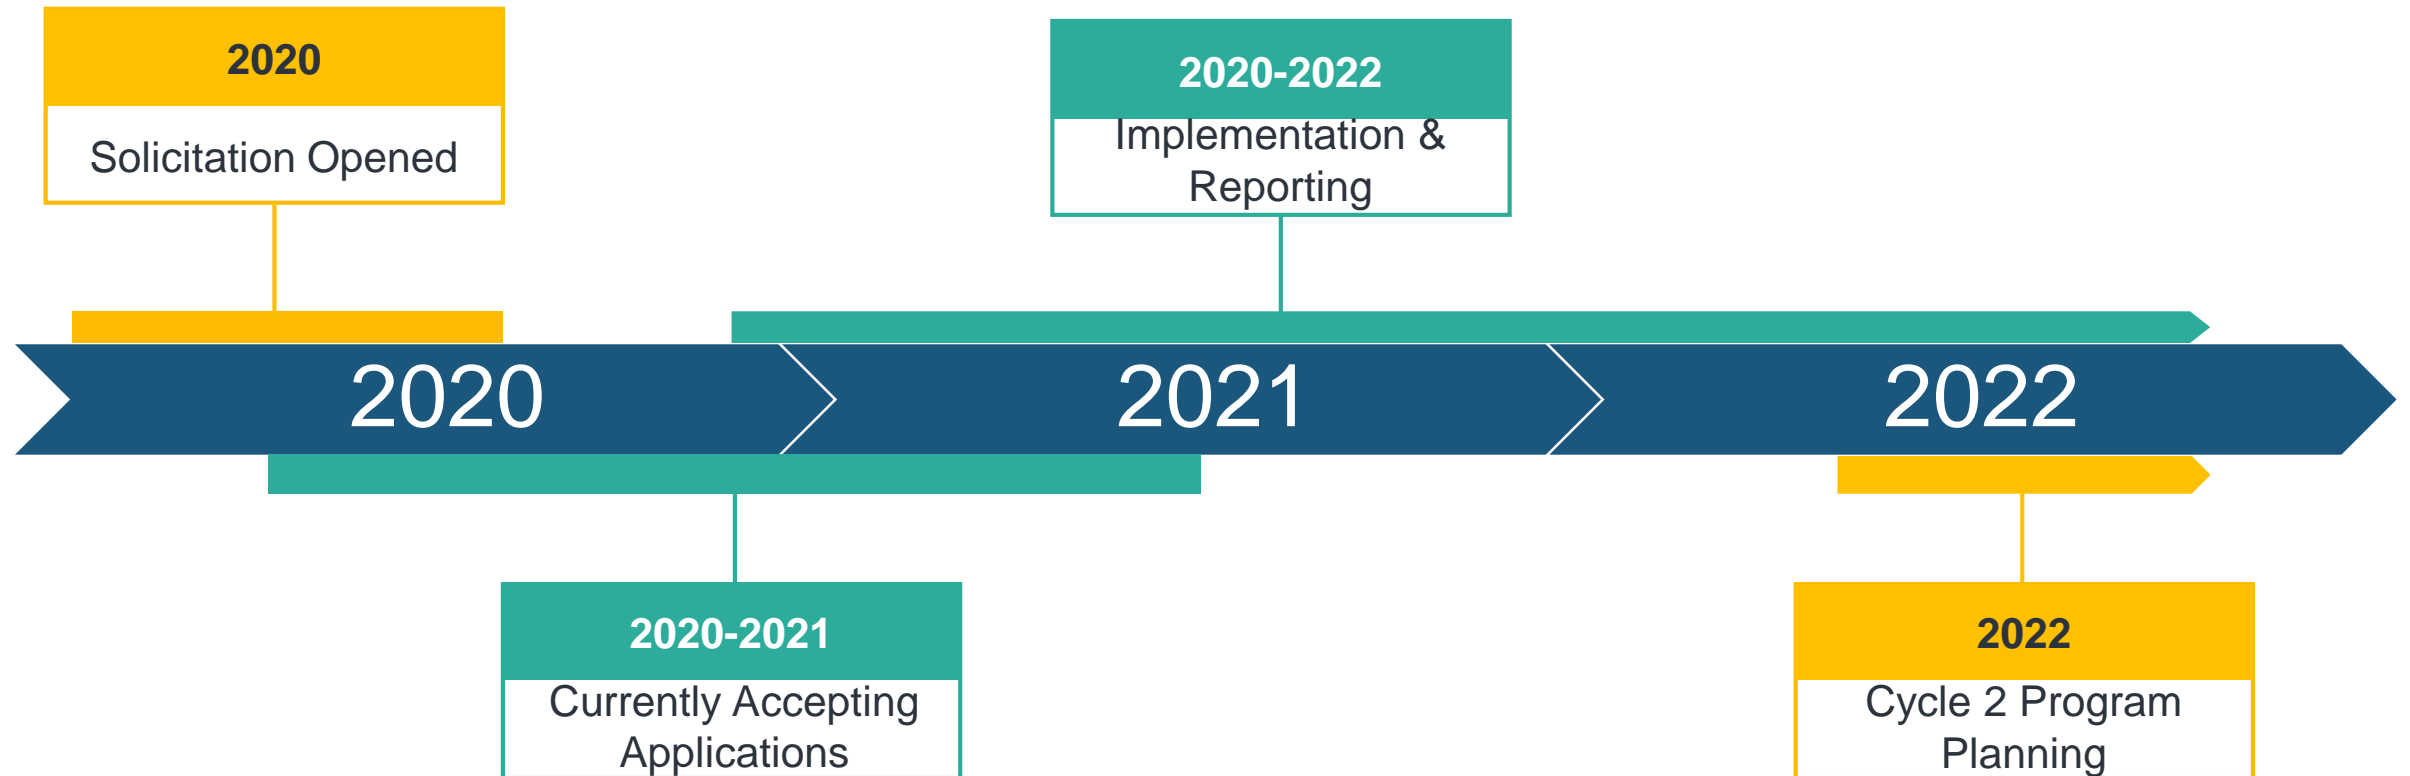 2020
Solicitation Opened
2020-2022
Implementation &
Reporting
2020
2021
2022
2020-2021
Currently Accepting
Applications
2022
Cycle 2 Program
Planning